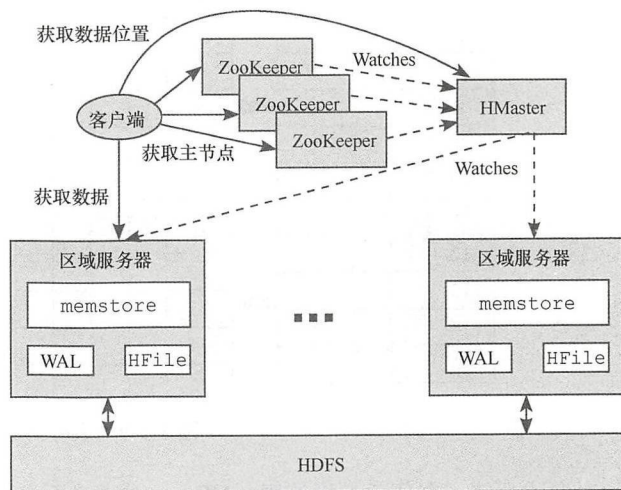 获取数据位置
ZooKeeper
Watches
ZooKeeper
HMaster
客户端
ZooKeeper
获取主节点
Watches
获取数据
区域服务器
区域服务器
memstore
memstore
WAL
HFile
WAL
HFile
HDFS